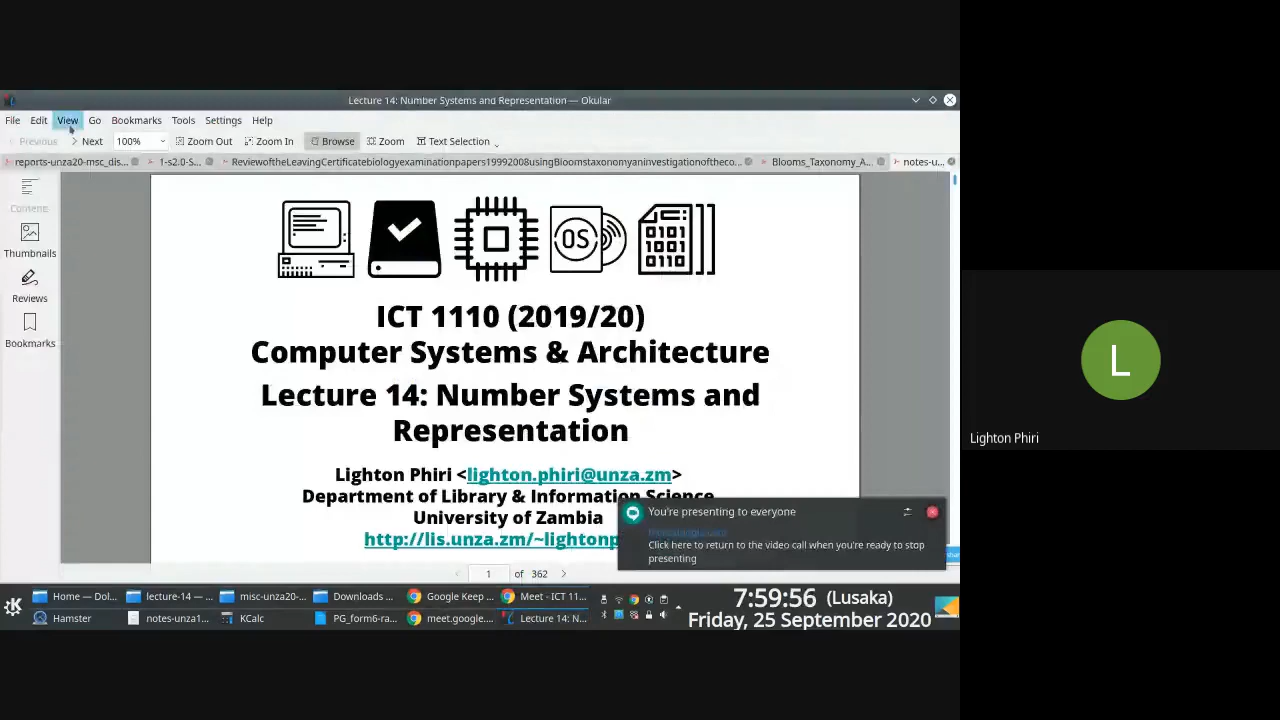 Lecture 14: Number Systems and Representation — Okular
File Edit View Go Bookmarks Tools Settings Help
Previous Next 100% Zoom Out Zoom In Browse Zoom Text Selection
reports-unza20-msc_dis... 1-s2.0-S... ReviewoftheLeavingCertificatebiologyexaminationpapers19992008usingBloomstaxonomyaninvestigationoftheco... Blooms_Taxonomy_A... notes-u...
Contents
Thumbnails
Reviews
Bookmarks
OS
0101
1010
0110
ICT 1110 (2019/20)
Computer Systems & Architecture
Lecture 14: Number Systems and
Representation
Lighton Phiri <lighton.phiri@unza.zm>
Department of Library & Information Science
University of Zambia
http://lis.unza.zm/~lightonp
You're presenting to everyone
Click here to return to the video call when you're ready to stop
presenting
1 of 362
Home — Dol... lecture-14 — ... misc-unza20-... Downloads ... Google Keep ... Meet - ICT 11...
Hamster notes-unza1... KCalc PG_form6-ra... meet.google.... Lecture 14: N...
7:59:56 (Lusaka)
Friday, 25 September 2020
L
Lighton Phiri